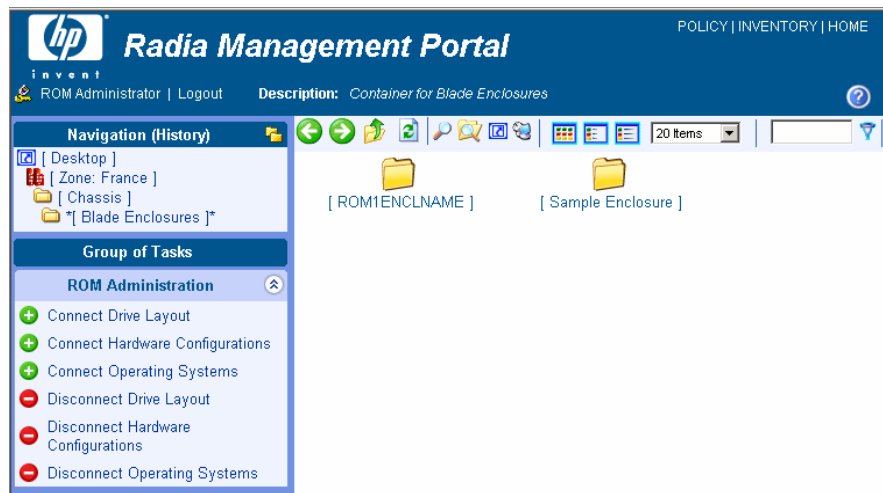 hp
invent
Radia Management Portal
POLICY | INVENTORY | HOME
ROM Administrator | Logout
Description: Container for Blade Enclosures
?
Navigation (History)
[ Desktop ]
[ Zone: France ]
[ Chassis ]
*[ Blade Enclosures ]*
20 Items
[ ROM1ENCLNAME ]
[ Sample Enclosure ]
Group of Tasks
ROM Administration
Connect Drive Layout
Connect Hardware Configurations
Connect Operating Systems
Disconnect Drive Layout
Disconnect Hardware
Configurations
Disconnect Operating Systems